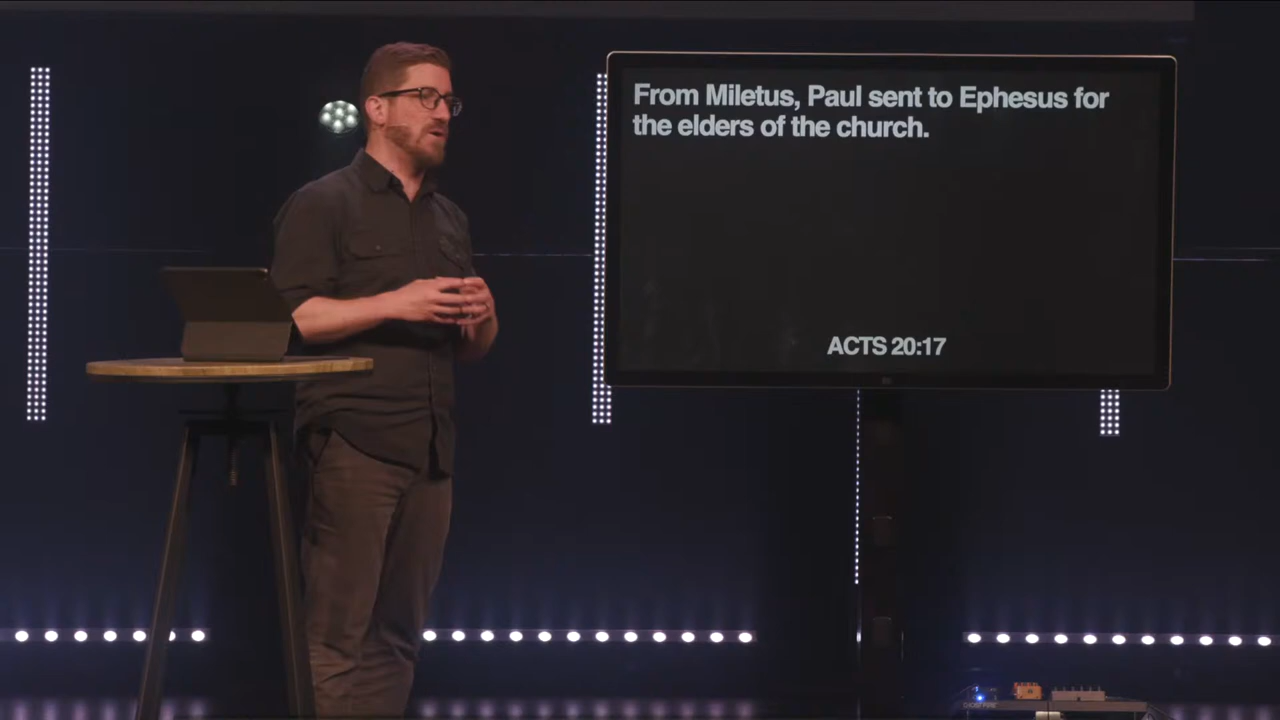 From Miletus, Paul sent to Ephesus for
the elders of the church.
ACTS 20:17